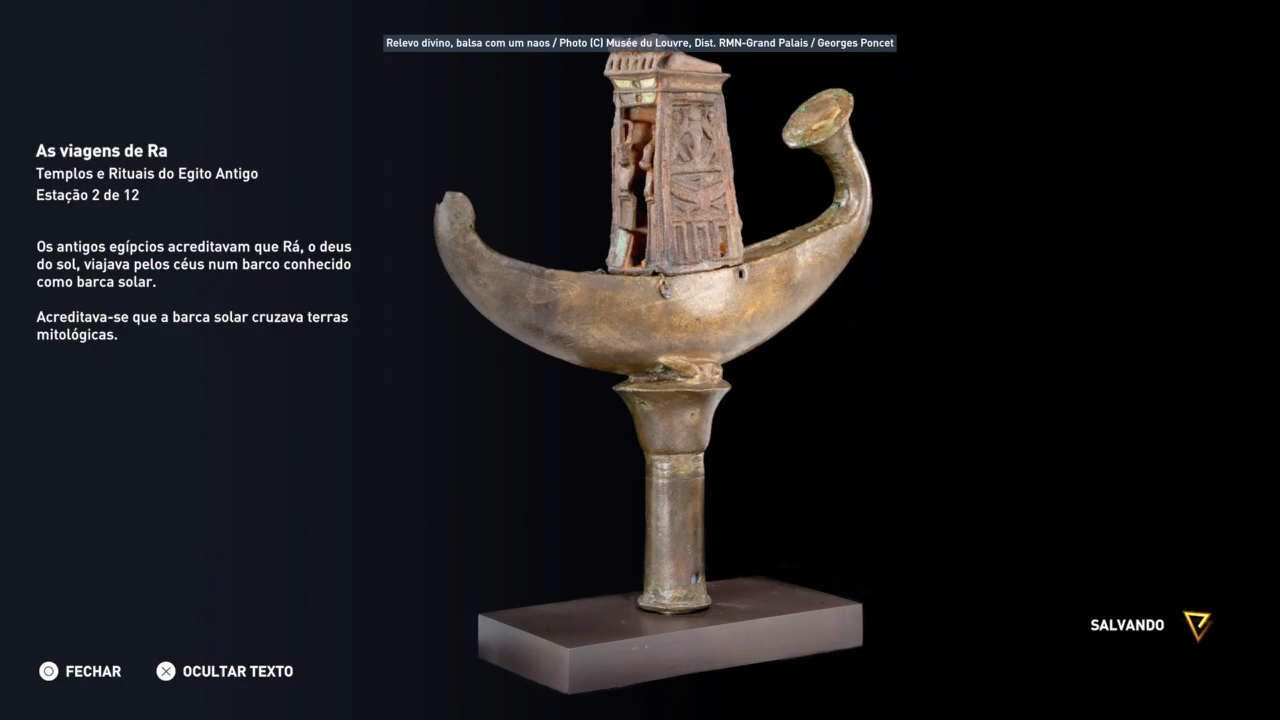 Relevo divino, balsa com um naos / Photo (C) Musée du Louvre, Dist. RMN-Grand Palais / Georges Poncet
As viagens de Ra
Templos e Rituais do Egito Antigo
Estação 2 de 12
Os antigos egípcios acreditavam que Rá, o deus
do sol, viajava pelos céus num barco conhecido
como barca solar.
Acreditava-se que a barca solar cruzava terras
mitológicas.
SALVANDO
FECHAR
OCULTAR TEXTO